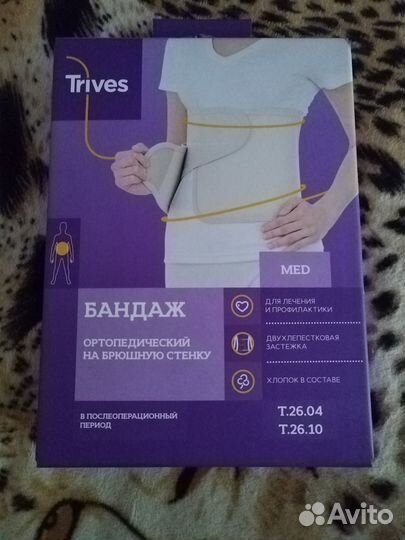 Trives
MED
БАНДАЖ
ОРТОПЕДИЧЕСКИЙ
НА БРЮШНУЮ СТЕНКУ
В ПОСЛЕОПЕРАЦИОННЫЙ
ПЕРИОД
ДЛЯ ЛЕЧЕНИЯ
И ПРОФИЛАКТИКИ
ДВУХЛЕПЕСТКОВАЯ
ЗАСТЕЖКА
ХЛОПОК В СОСТАВЕ
Т.26.04
Т.26.10
Avito